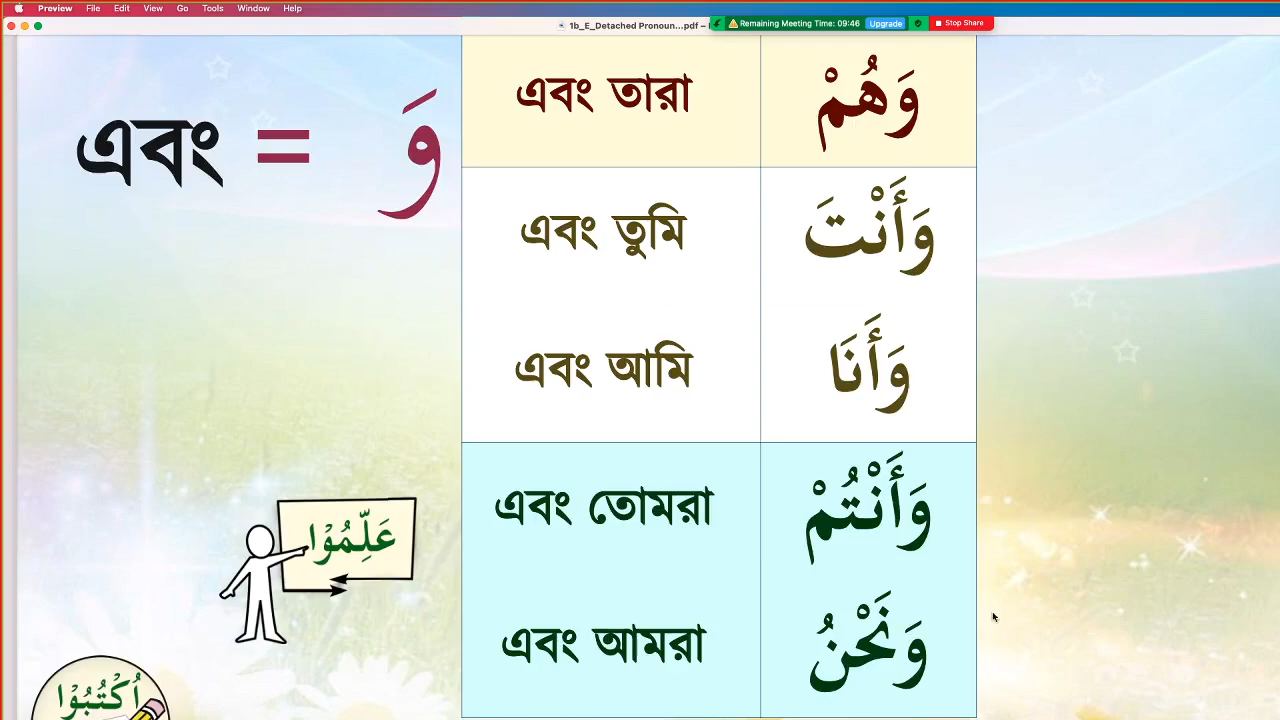 Preview File Edit View Go Tools Window Help
1b_E_Detached Pronoun...pdf –
Remaining Meeting Time: 09:46 Upgrade Stop Share
এবং = وَ
এবং তারা وَهُمْ
এবং তুমি وَأَنْتَ
এবং আমি وَأَنَا
এবং তোমরা وَأَنْتُمْ
এবং আমরা وَنَحْنُ
عَلِّمُوْا
اُكْتُبُوْا